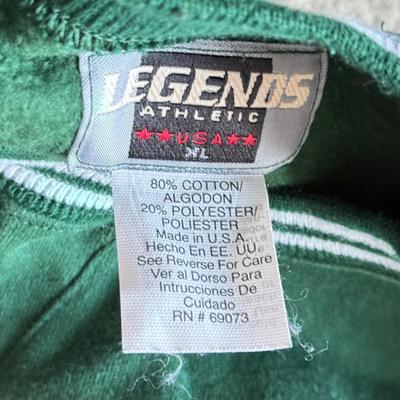 LEGENDS
ATHLETIC
★★USA★★
XL
80% COTTON/
ALGODON
20% POLYESTER/
POLIESTER
Made in U.S.A.
Hecho En EE. UU.
See Reverse For Care
Ver al Dorso Para
Intrucciones De
Cuidado
RN # 69073